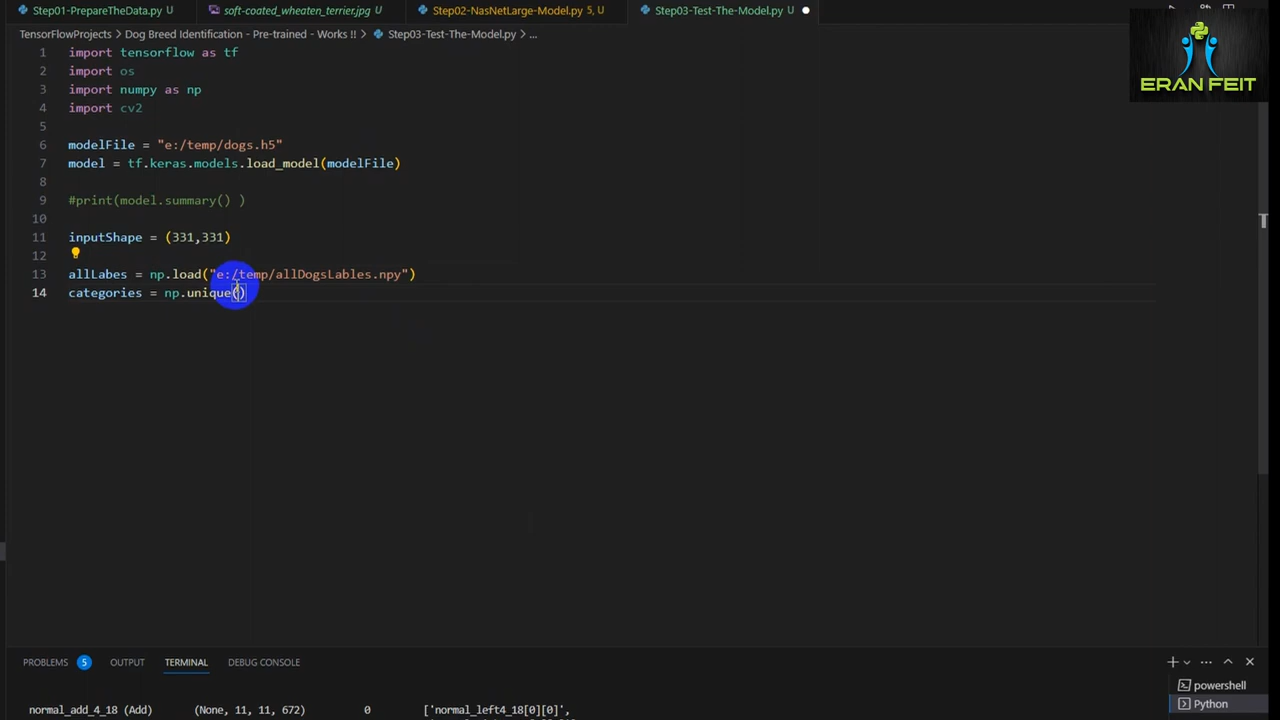 Step01-PrepareTheData.py U soft-coated_wheaten_terrier.jpg U Step02-NasNetLarge-Model.py 5, U Step03-Test-The-Model.py U
TensorFlowProjects > Dog Breed Identification - Pre-trained - Works !! > Step03-Test-The-Model.py > ...
ERAN FEIT
1 import tensorflow as tf
2 import os
3 import numpy as np
4 import cv2
5
6 modelFile = "e:/temp/dogs.h5"
7 model = tf.keras.models.load_model(modelFile)
8
9 #print(model.summary() )
10
11 inputShape = (331,331)
12
13 allLabes = np.load("e:/temp/allDogsLables.npy")
14 categories = np.unique()
PROBLEMS 5 OUTPUT TERMINAL DEBUG CONSOLE
powershell
normal_add_4_18 (Add) (None, 11, 11, 672) 0 ['normal_left4_18[0][0]',
Python